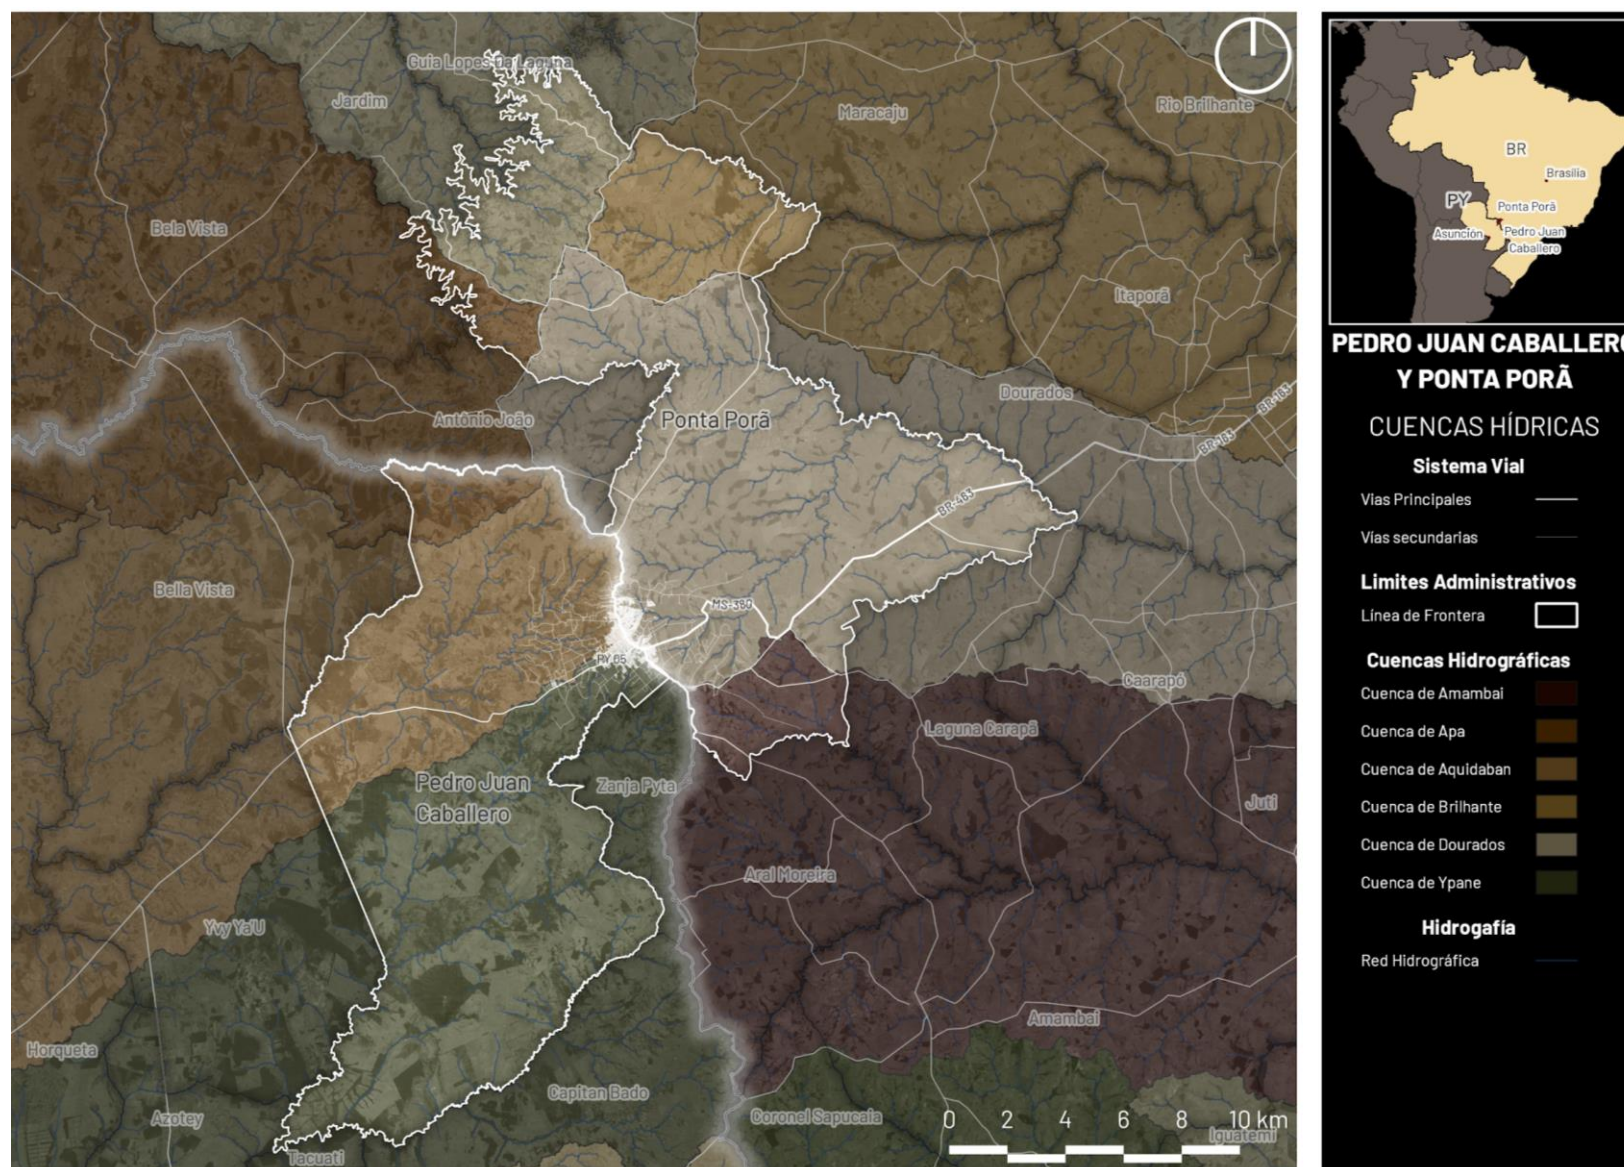 Guia Lopes Da Laguna
Jardim
Maracaju
Rio Brilhante
Bela Vista
Itaporã
Dourados
BR-163
BR-163
Antônio João
Ponta Porã
BR-463
Bella Vista
MS-380
PY 05
Caarapó
Laguna Carapã
Pedro Juan
Caballero
Zanja Pyta
Juti
Aral Moreira
Yvy Ya'U
Amambai
Horqueta
Capitan Bado
Azotey
Coronel Sapucaia
Iguatemi
Tacuati
0 2 4 6 8 10 km
BR
Brasilia
PY
Ponta Porã
Asunción
Pedro Juan
Caballero
PEDRO JUAN CABALLERO
Y PONTA PORÃ
CUENCAS HÍDRICAS
Sistema Vial
Vias Principales
Vías secundarias
Limites Administrativos
Línea de Frontera
Cuencas Hidrográficas
Cuenca de Amambai
Cuenca de Apa
Cuenca de Aquidaban
Cuenca de Brilhante
Cuenca de Dourados
Cuenca de Ypane
Hidrogafía
Red Hidrográfica